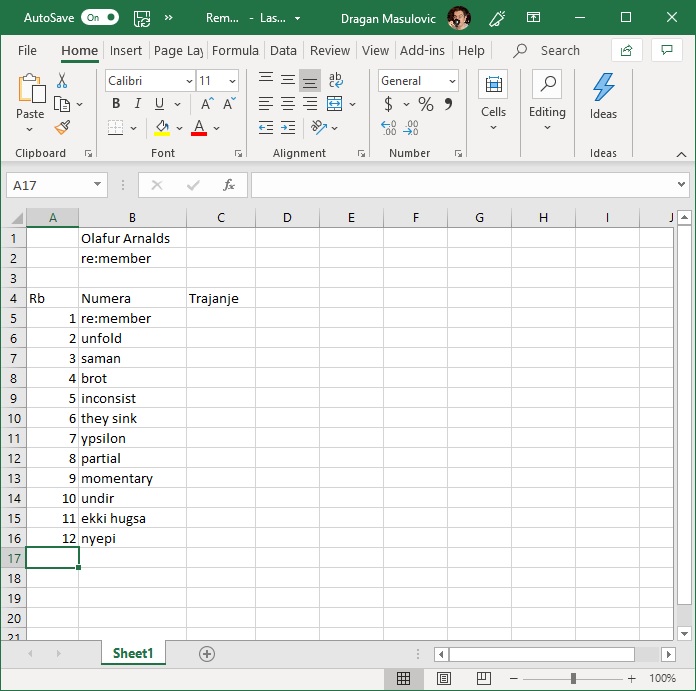 AutoSave On Rem... - Las... Dragan Masulovic
File Home Insert Page Lay Formula Data Review View Add-ins Help Search
Paste Calibri 11 General Cells Editing Ideas
B I U A A ab c $ % 9 .00
Clipboard Font Alignment Number Ideas
A17 fx
A B C D E F G H I J
1 Olafur Arnalds
2 re:member
3
4 Rb Numera Trajanje
5 1 re:member
6 2 unfold
7 3 saman
8 4 brot
9 5 inconsist
10 6 they sink
11 7 ypsilon
12 8 partial
13 9 momentary
14 10 undir
15 11 ekki hugsa
16 12 nyepi
17
18
19
20
21
Sheet1
100%